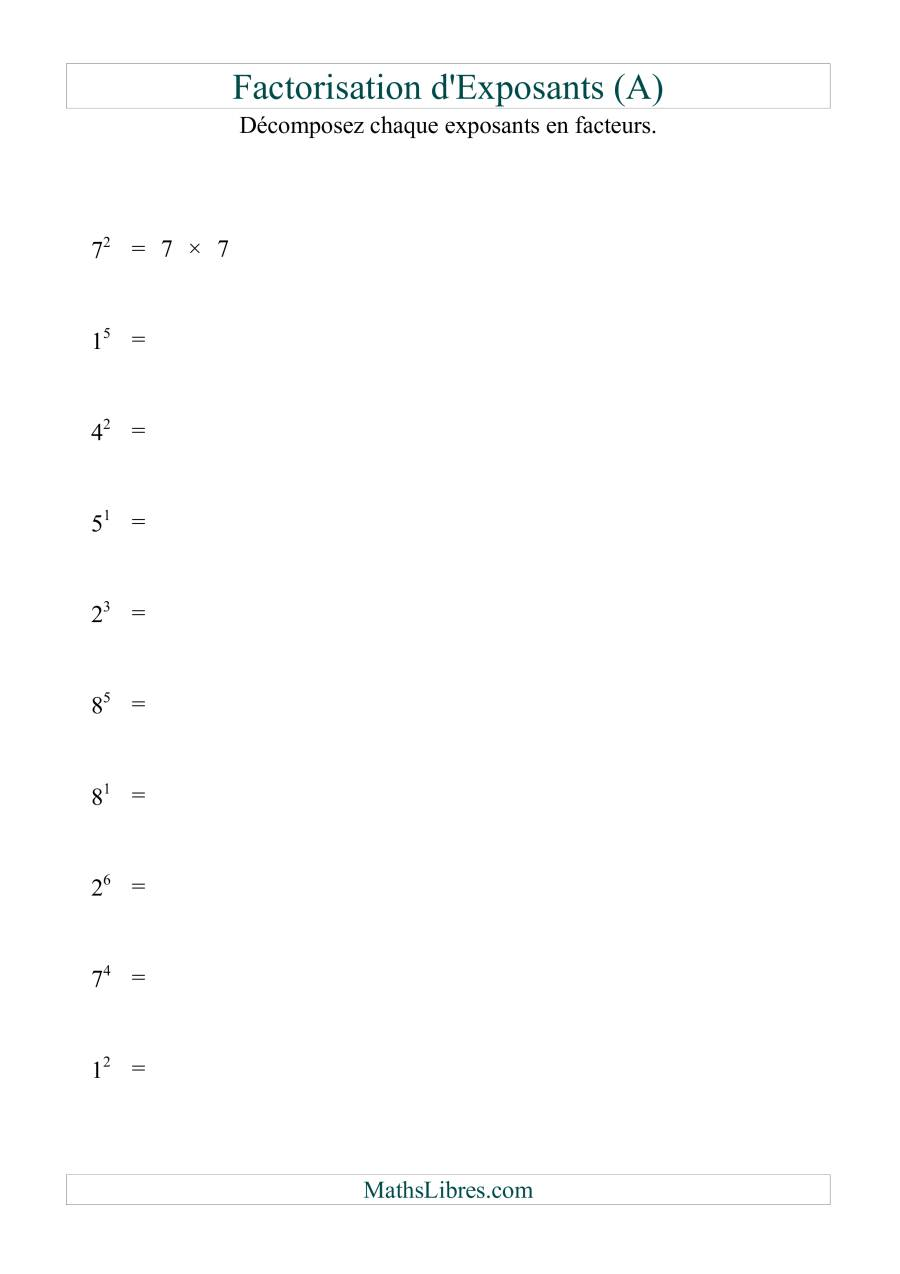 Factorisation d'Exposants (A)
Décomposez chaque exposants en facteurs.
7² = 7 × 7
1⁵ =
4² =
5¹ =
2³ =
8⁵ =
8¹ =
2⁶ =
7⁴ =
1² =
MathsLibres.com